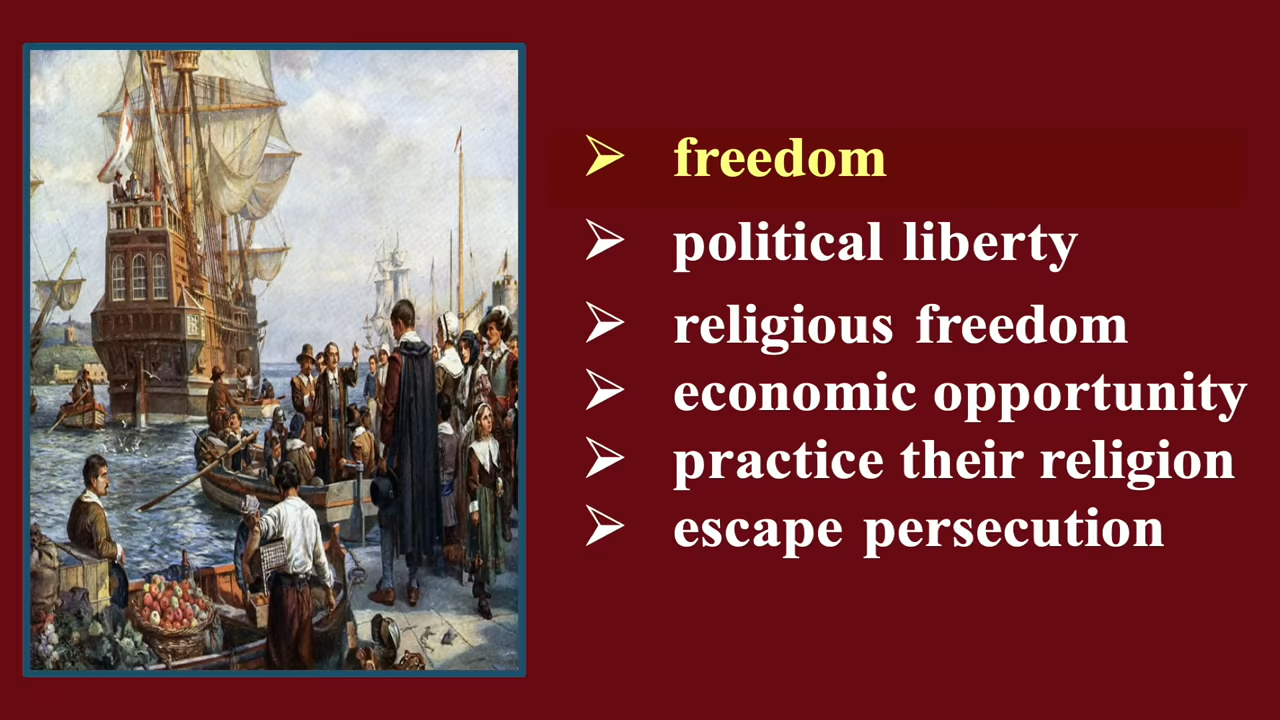 freedom
political liberty
religious freedom
economic opportunity
practice their religion
escape persecution